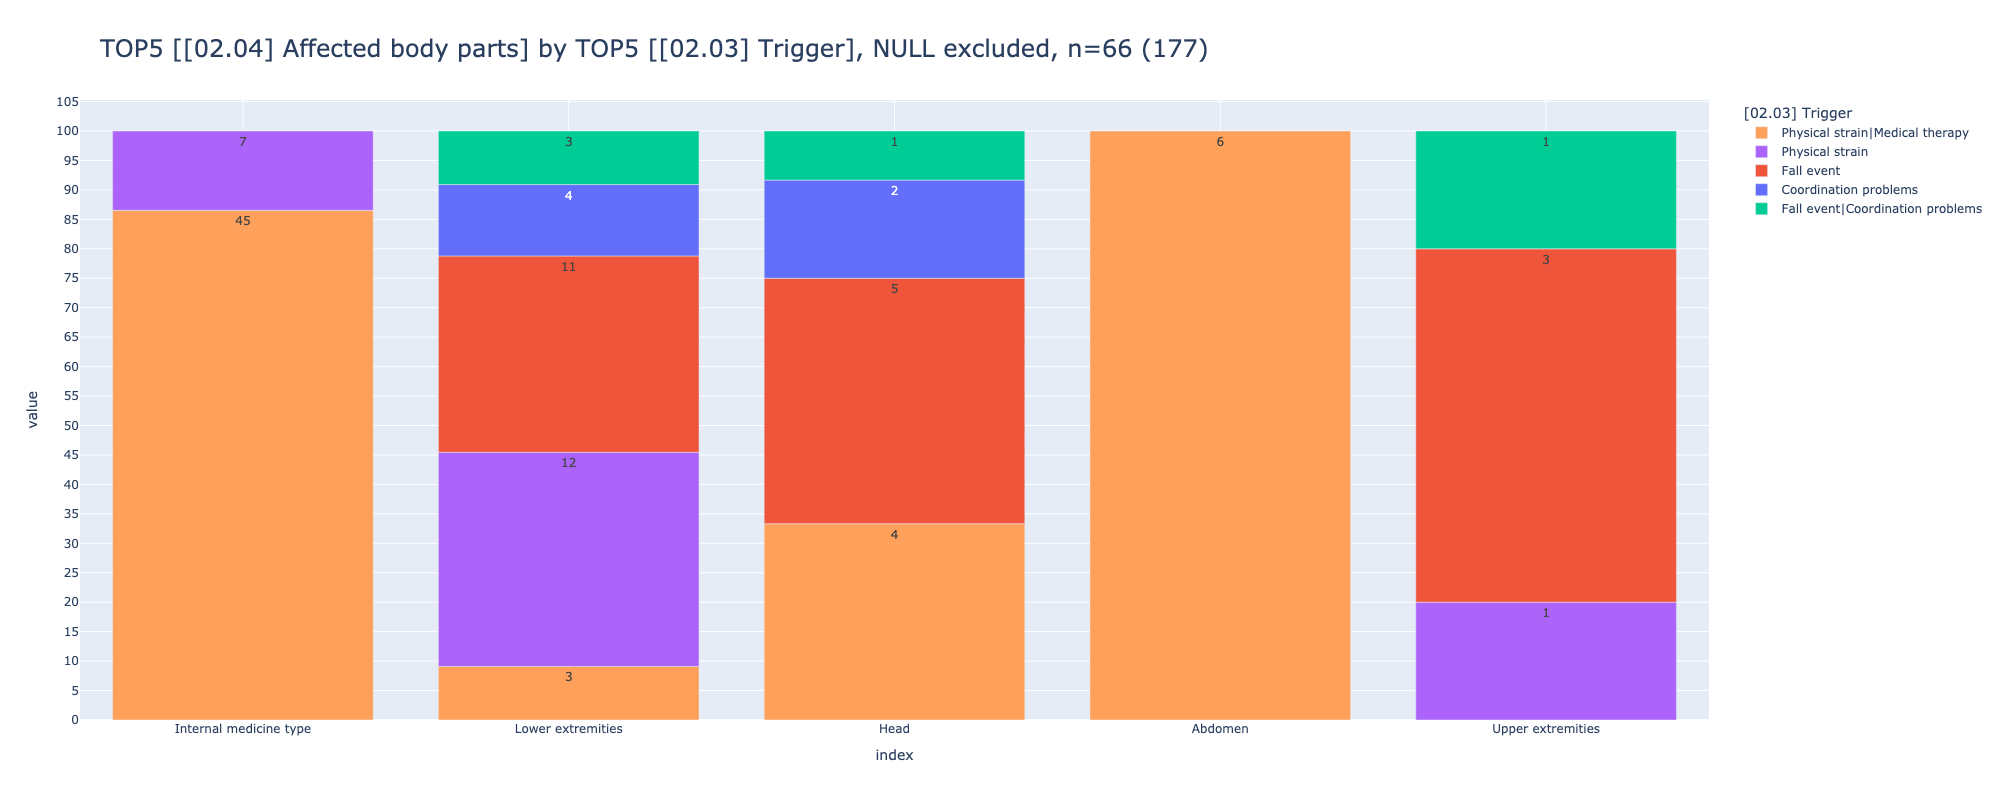 TOP5 [[02.04] Affected body parts] by TOP5 [[02.03] Trigger], NULL excluded, n=66 (177)
value
105
100
95
90
85
80
75
70
65
60
55
50
45
40
35
30
25
20
15
10
5
0
7
45
3
4
11
12
3
1
2
5
4
6
1
3
1
Internal medicine type
Lower extremities
Head
Abdomen
Upper extremities
index
[02.03] Trigger
Physical strain|Medical therapy
Physical strain
Fall event
Coordination problems
Fall event|Coordination problems